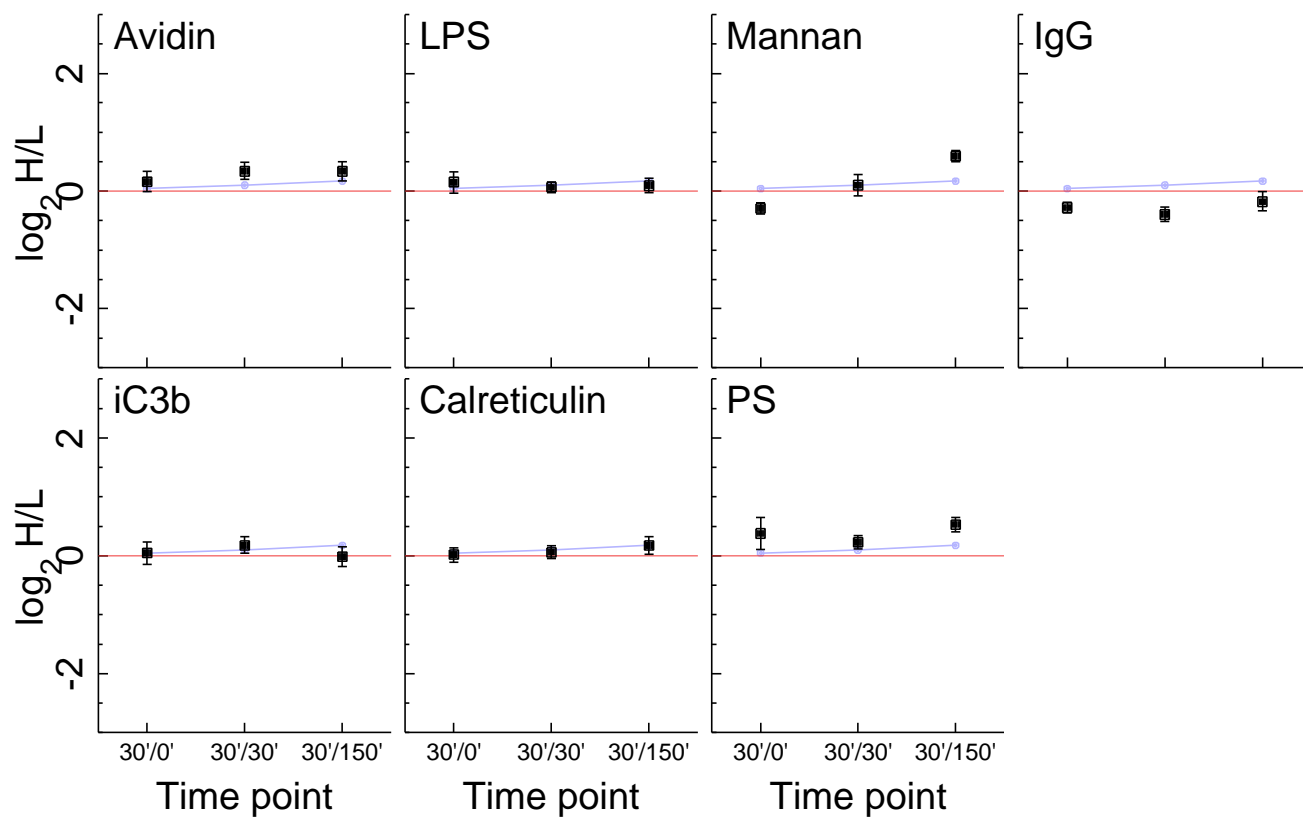 Avidin
LPS
Mannan
IgG
log2 H/L
2
0
-2
iC3b
Calreticulin
PS
log2 H/L
2
0
-2
30'/0' 30'/30' 30'/150'
30'/0' 30'/30' 30'/150'
30'/0' 30'/30' 30'/150'
Time point
Time point
Time point